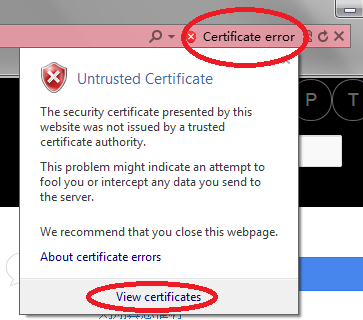 Certificate error
P T
Untrusted Certificate
The security certificate presented by this
website was not issued by a trusted
certificate authority.
This problem might indicate an attempt to
fool you or intercept any data you send to
the server.
We recommend that you close this webpage.
About certificate errors
View certificates